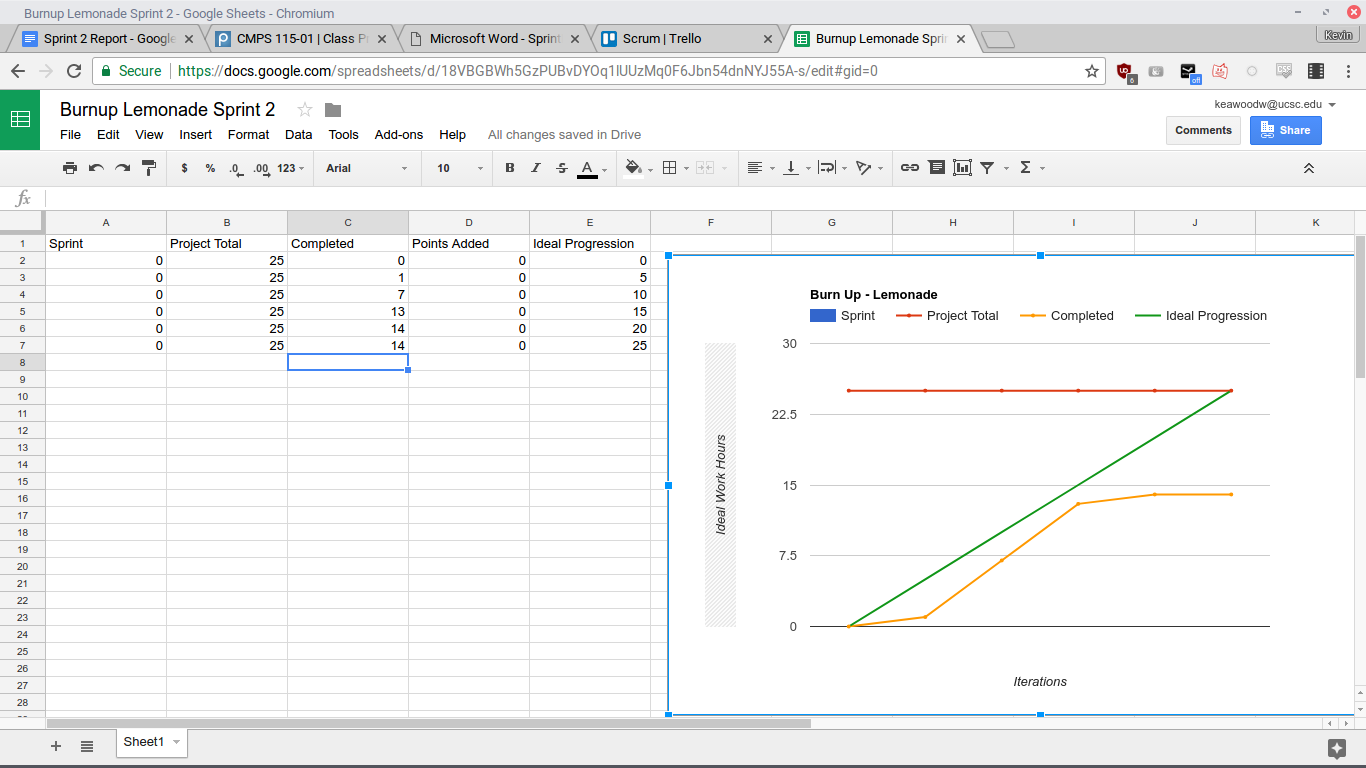 Burnup Lemonade Sprint 2 - Google Sheets - Chromium
Sprint 2 Report - Google
CMPS 115-01 | Class P
Microsoft Word - Sprint
Scrum | Trello
Burnup Lemonade Sprin
Kevin
Secure
https://docs.google.com/spreadsheets/d/18VBGBWh5GzPUBvDYOq1lUUzMq0F6Jbn54dnNYJ55A-s/edit#gid=0
6
off
CSS
Burnup Lemonade Sprint 2
keawoodw@ucsc.edu
File Edit View Insert Format Data Tools Add-ons Help All changes saved in Drive
Comments
Share
$ % .0 .00 123 Arial 10 B I S A
fx
A B C D E F G H I J K
1 Sprint Project Total Completed Points Added Ideal Progression
2 0 25 0 0 0
3 0 25 1 0 5
4 0 25 7 0 10
5 0 25 13 0 15
6 0 25 14 0 20
7 0 25 14 0 25
8
9
10
11
12
13
14
15
16
17
18
19
20
21
22
23
24
25
26
27
28
Burn Up - Lemonade
Sprint Project Total Completed Ideal Progression
30
22.5
15
7.5
0
Ideal Work Hours
Iterations
Sheet1